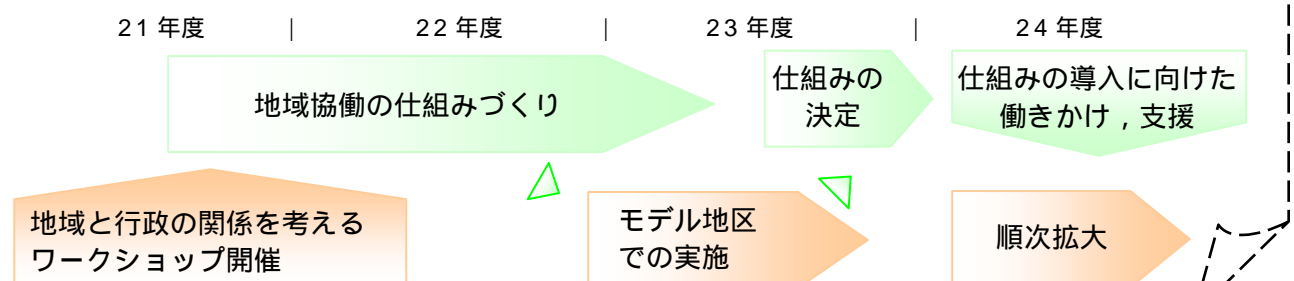 21年度 | 22年度 | 23年度 | 24年度
地域協働の仕組みづくり
仕組みの
決定
仕組みの導入に向けた
働きかけ，支援
地域と行政の関係を考える
ワークショップ開催
モデル地区
での実施
順次拡大